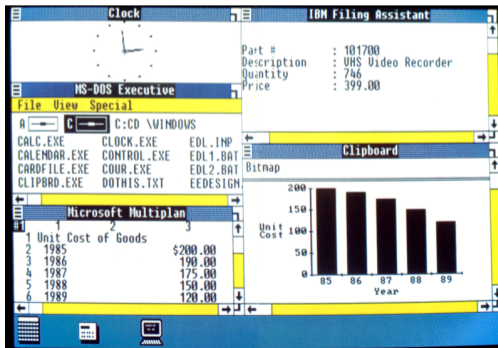 Clock
MS-DOS Executive
File View Special
A C C:CD \WINDOWS
CALC.EXE CLOCK.EXE EDL.INP
CALENDAR.EXE CONTROL.EXE EDL1.BAT
CARDFILE.EXE COUR.EXE EDL2.BAT
CLIPBRD.EXE DOTHIS.TXT EEDESIGN
Microsoft Multiplan
#1 1 2 3
1 Unit Cost of Goods
2 1985 $200.00
3 1986 190.00
4 1987 175.00
5 1988 150.00
6 1989 120.00
IBM Filing Assistant
Part # : 101700
Description : VHS Video Recorder
Quantity : 746
Price : 399.00
Clipboard
Bitmap
200
150
Unit
Cost
100
50
0
85 86 87 88 89
Year